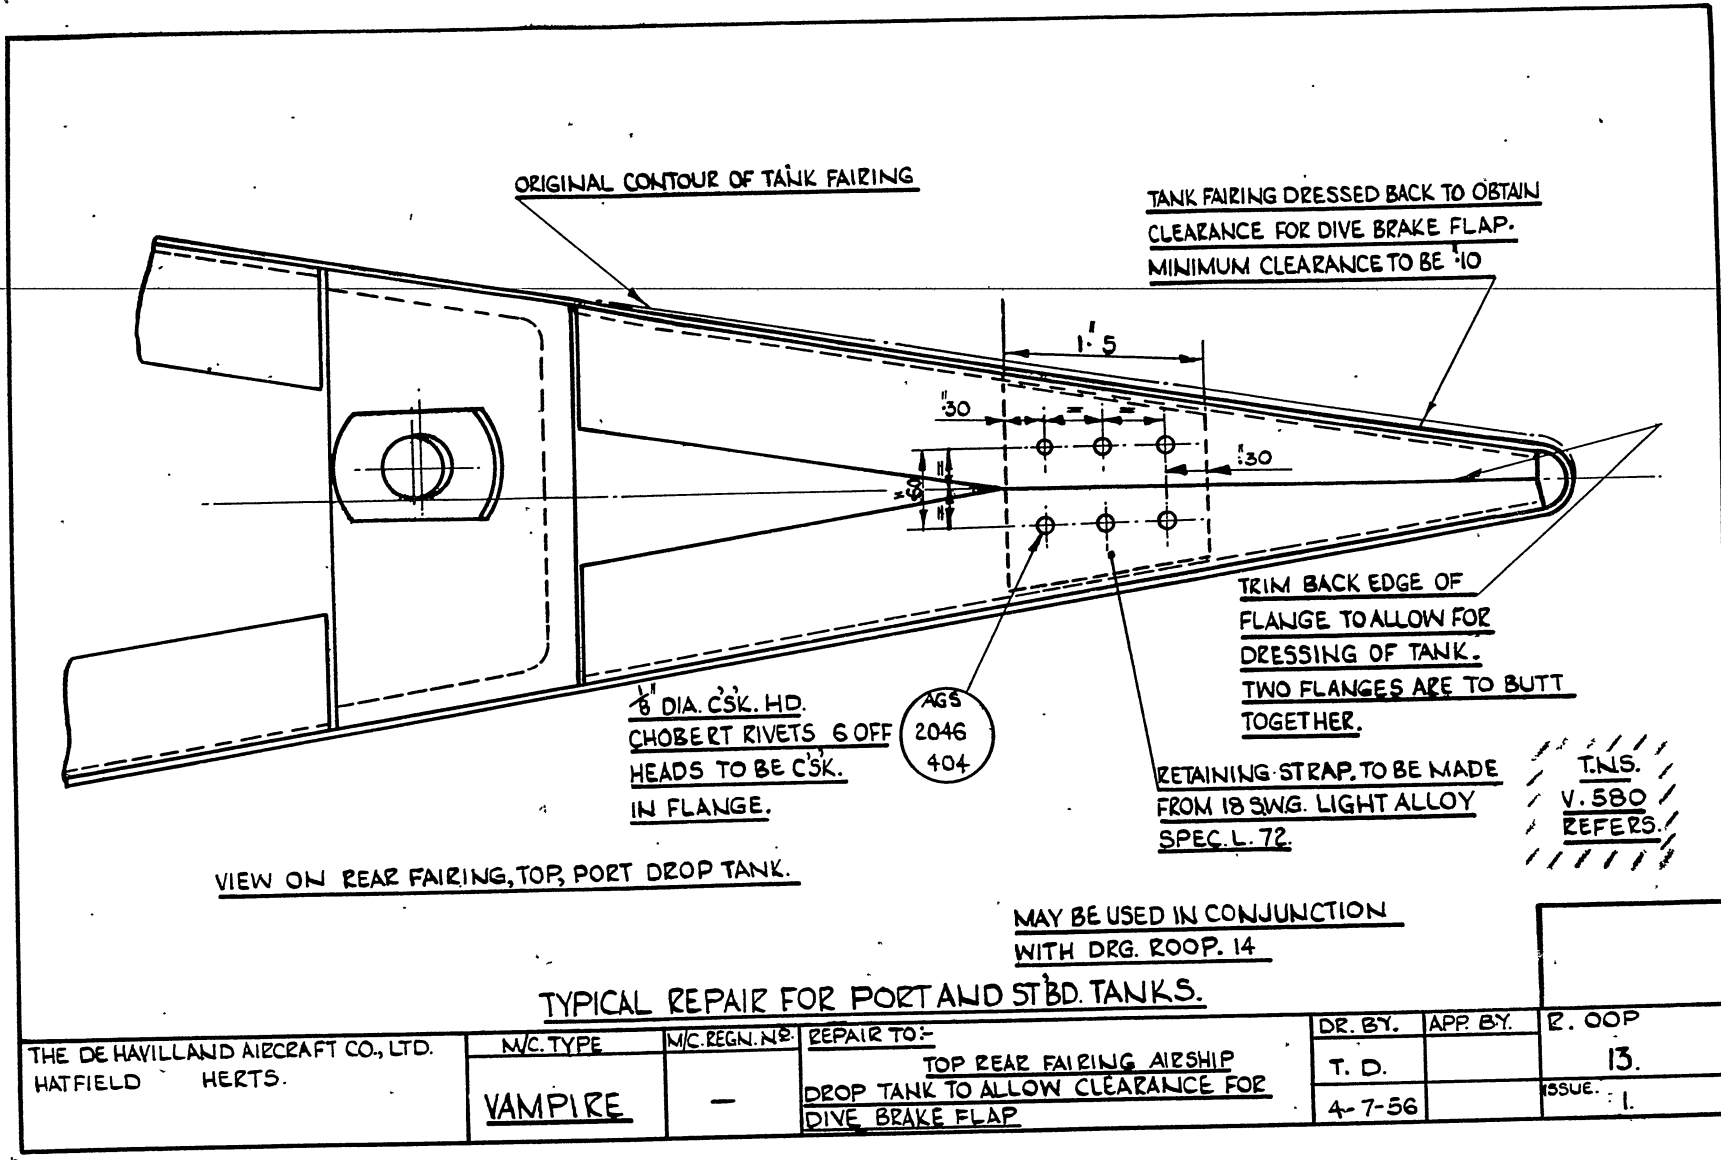 ORIGINAL CONTOUR OF TANK FAIRING
TANK FAIRING DRESSED BACK TO OBTAIN
CLEARANCE FOR DIVE BRAKE FLAP.
MINIMUM CLEARANCE TO BE ".10
1".5
".30
=
=
".30
".60
=
=
TRIM BACK EDGE OF
FLANGE TO ALLOW FOR
DRESSING OF TANK.
TWO FLANGES ARE TO BUTT
TOGETHER.
1/8" DIA. C'S'K. HD.
CHOBERT RIVETS 6 OFF
HEADS TO BE C'S'K.
IN FLANGE.
AGS
2046
404
RETAINING STRAP. TO BE MADE
FROM 18 S.W.G. LIGHT ALLOY
SPEC. L. 72.
T.N.S.
V. 580
REFERS.
VIEW ON REAR FAIRING, TOP, PORT DROP TANK.
MAY BE USED IN CONJUNCTION
WITH DRG. ROOP. 14
TYPICAL REPAIR FOR PORT AND ST'BD. TANKS.
THE DE HAVILLAND AIRCRAFT CO., LTD.
HATFIELD HERTS.
M/C. TYPE
VAMPIRE
M/C. REGN. Nº.
—
REPAIR TO:-
TOP REAR FAIRING AIRSHIP
DROP TANK TO ALLOW CLEARANCE FOR
DIVE BRAKE FLAP
DR. BY.
T. D.
4-7-56
APP. BY.
R. OOP
13.
ISSUE.
1.